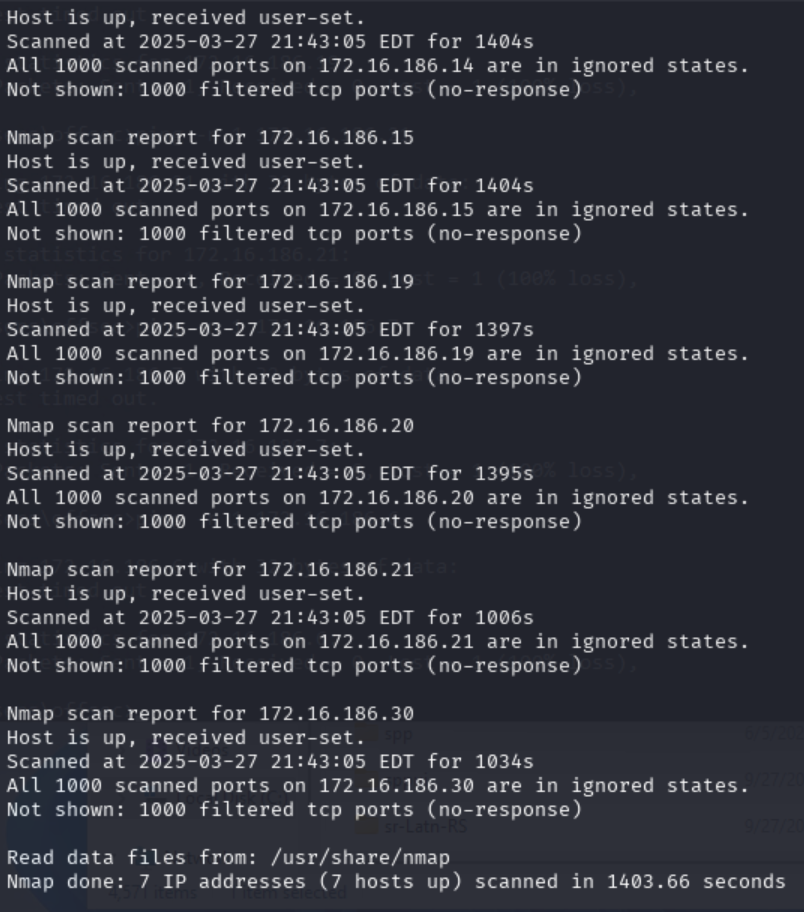 Host is up, received user-set.
Scanned at 2025-03-27 21:43:05 EDT for 1404s
All 1000 scanned ports on 172.16.186.14 are in ignored states.
Not shown: 1000 filtered tcp ports (no-response)
Nmap scan report for 172.16.186.15
Host is up, received user-set.
Scanned at 2025-03-27 21:43:05 EDT for 1404s
All 1000 scanned ports on 172.16.186.15 are in ignored states.
Not shown: 1000 filtered tcp ports (no-response)
statistics for 172.16.186.21:
= 1 (100% loss),
Nmap scan report for 172.16.186.19
Host is up, received user-set.
Scanned at 2025-03-27 21:43:05 EDT for 1397s
All 1000 scanned ports on 172.16.186.19 are in ignored states.
Not shown: 1000 filtered tcp ports (no-response)
timed out.
Nmap scan report for 172.16.186.20
Host is up, received user-set.
Scanned at 2025-03-27 21:43:05 EDT for 1395s
All 1000 scanned ports on 172.16.186.20 are in ignored states.
Not shown: 1000 filtered tcp ports (no-response)
Nmap scan report for 172.16.186.21
Host is up, received user-set.
Scanned at 2025-03-27 21:43:05 EDT for 1006s
All 1000 scanned ports on 172.16.186.21 are in ignored states.
Not shown: 1000 filtered tcp ports (no-response)
Nmap scan report for 172.16.186.30
Host is up, received user-set.
Scanned at 2025-03-27 21:43:05 EDT for 1034s
All 1000 scanned ports on 172.16.186.30 are in ignored states.
Not shown: 1000 filtered tcp ports (no-response)
sr-Latn-RS
Read data files from: /usr/share/nmap
Nmap done: 7 IP addresses (7 hosts up) scanned in 1403.66 seconds